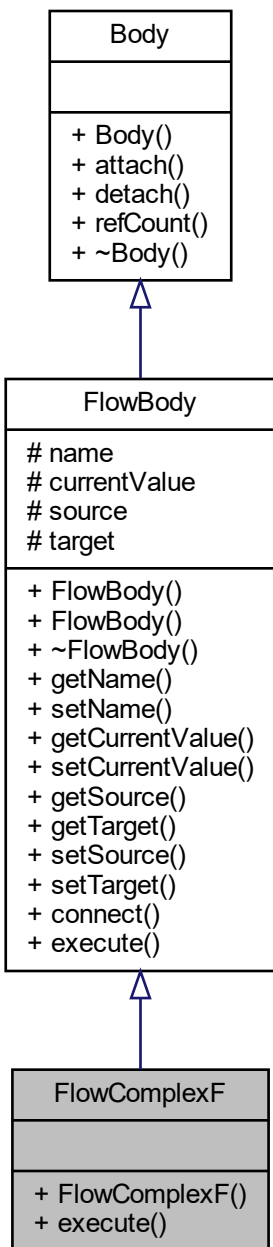 Body
+ Body()
+ attach()
+ detach()
+ refCount()
+ ~Body()
FlowBody
# name
# currentValue
# source
# target
+ FlowBody()
+ FlowBody()
+ ~FlowBody()
+ getName()
+ setName()
+ getCurrentValue()
+ setCurrentValue()
+ getSource()
+ getTarget()
+ setSource()
+ setTarget()
+ connect()
+ execute()
FlowComplexF
+ FlowComplexF()
+ execute()